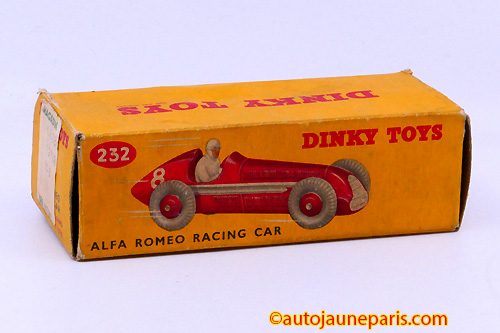 DINKY TOYS
DINKY TOYS
232
8
ALFA ROMEO RACING CAR
©autojauneparis.com